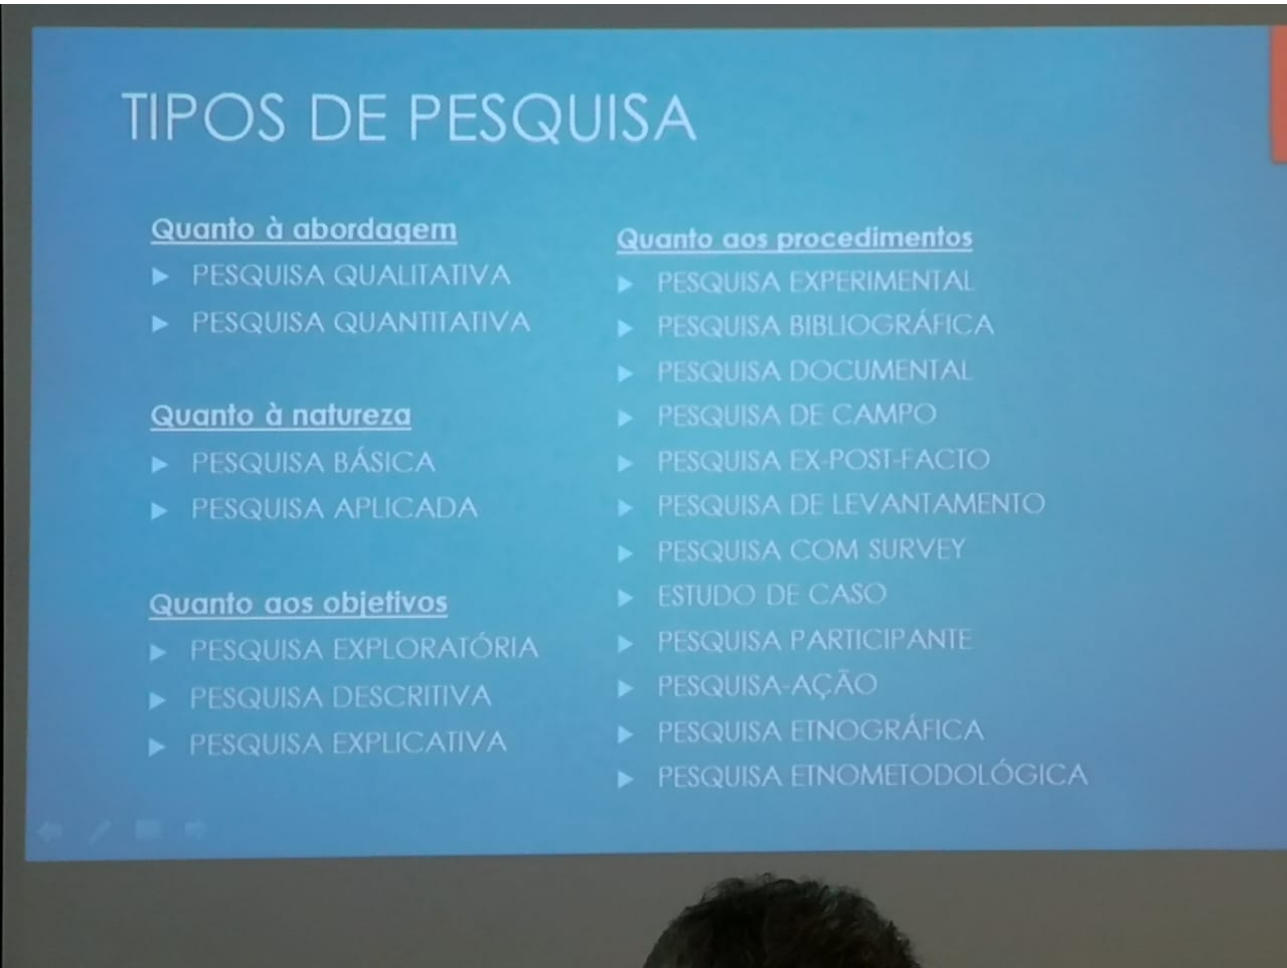 TIPOS DE PESQUISA
Quanto à abordagem
PESQUISA QUALITATIVA
PESQUISA QUANTITATIVA
Quanto à natureza
PESQUISA BÁSICA
PESQUISA APLICADA
Quanto aos objetivos
PESQUISA EXPLORATÓRIA
PESQUISA DESCRITIVA
PESQUISA EXPLICATIVA
Quanto aos procedimentos
PESQUISA EXPERIMENTAL
PESQUISA BIBLIOGRÁFICA
PESQUISA DOCUMENTAL
PESQUISA DE CAMPO
PESQUISA EX-POST-FACTO
PESQUISA DE LEVANTAMENTO
PESQUISA COM SURVEY
ESTUDO DE CASO
PESQUISA PARTICIPANTE
PESQUISA-AÇÃO
PESQUISA ETNOGRÁFICA
PESQUISA ETNOMETODOLÓGICA